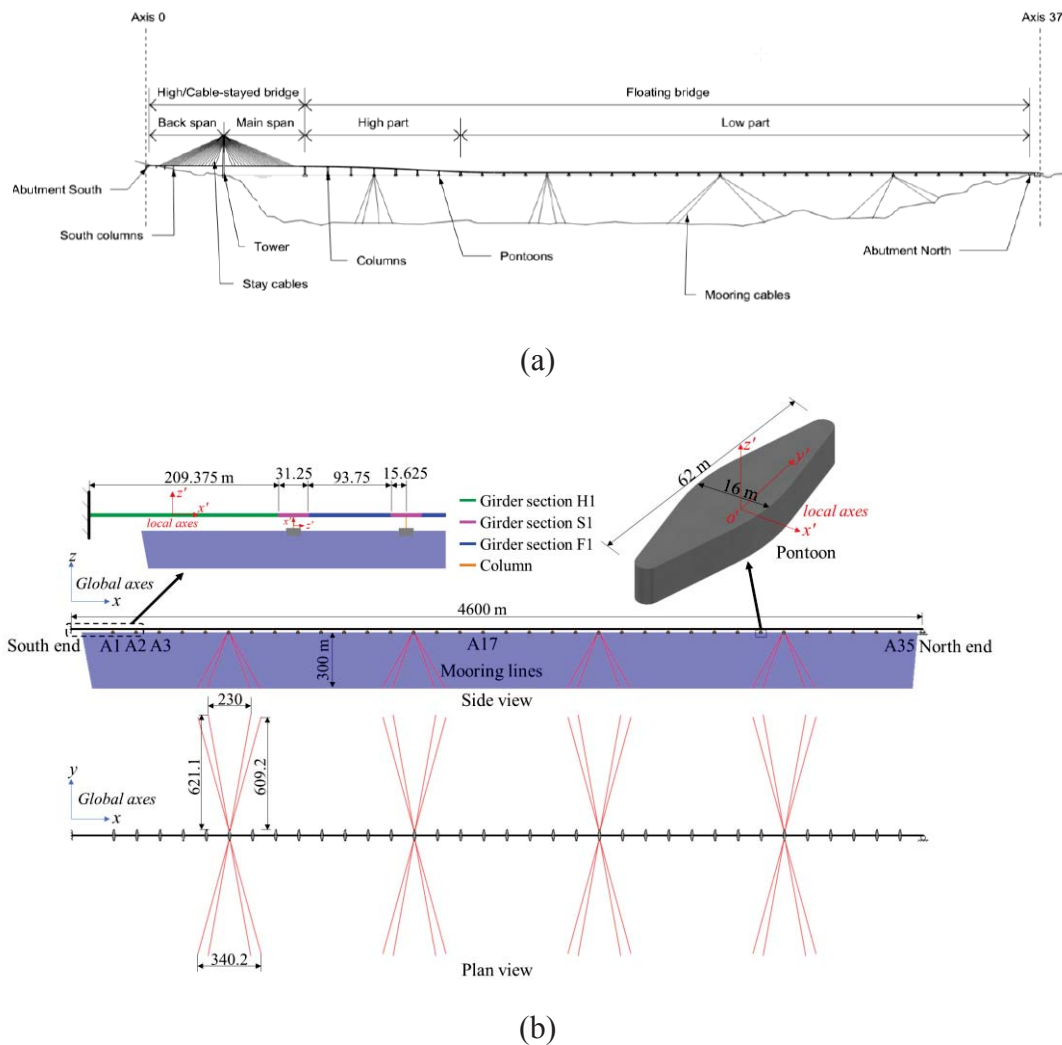 Axis 0
Axis 37
High/Cable-stayed bridge
Floating bridge
Back span
Main span
High part
Low part
Abutment South
South columns
Tower
Stay cables
Columns
Pontoons
Mooring cables
Abutment North
(a)
209.375 m
31.25
93.75
15.625
z'
x'
local axes
x'
z'
Girder section H1
Girder section S1
Girder section F1
Column
62 m
16 m
z'
y'
o'
x'
local axes
Pontoon
z
Global axes
x
4600 m
South end
A1 A2 A3
A17
A35
North end
300 m
Mooring lines
Side view
230
621.1
609.2
y
Global axes
x
340.2
Plan view
(b)